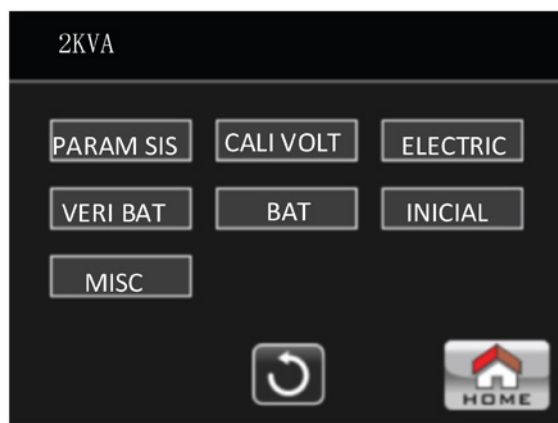 2KVA
PARAM SIS CALI VOLT ELECTRIC
VERI BAT BAT INICIAL
MISC
HOME